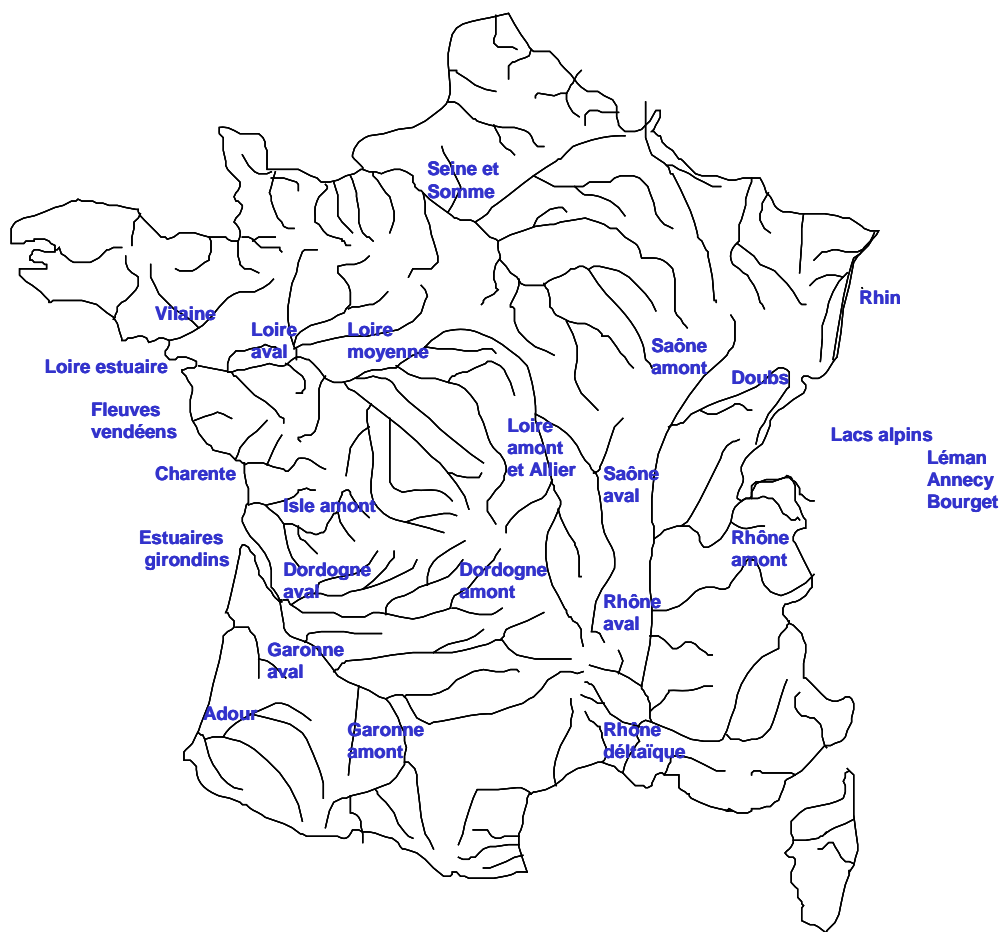 Seine et
Somme
Rhin
Vilaine
Loire
aval
Loire
moyenne
Saône
amont
Loire estuaire
Doubs
Fleuves
vendéens
Loire
amont
et Allier
Lacs alpins
Léman
Annecy
Bourget
Charente
Saône
aval
Isle amont
Estuaires
girondins
Rhône
amont
Dordogne
aval
Dordogne
amont
Rhône
aval
Garonne
aval
Adour
Garonne
amont
Rhône
deltaïque